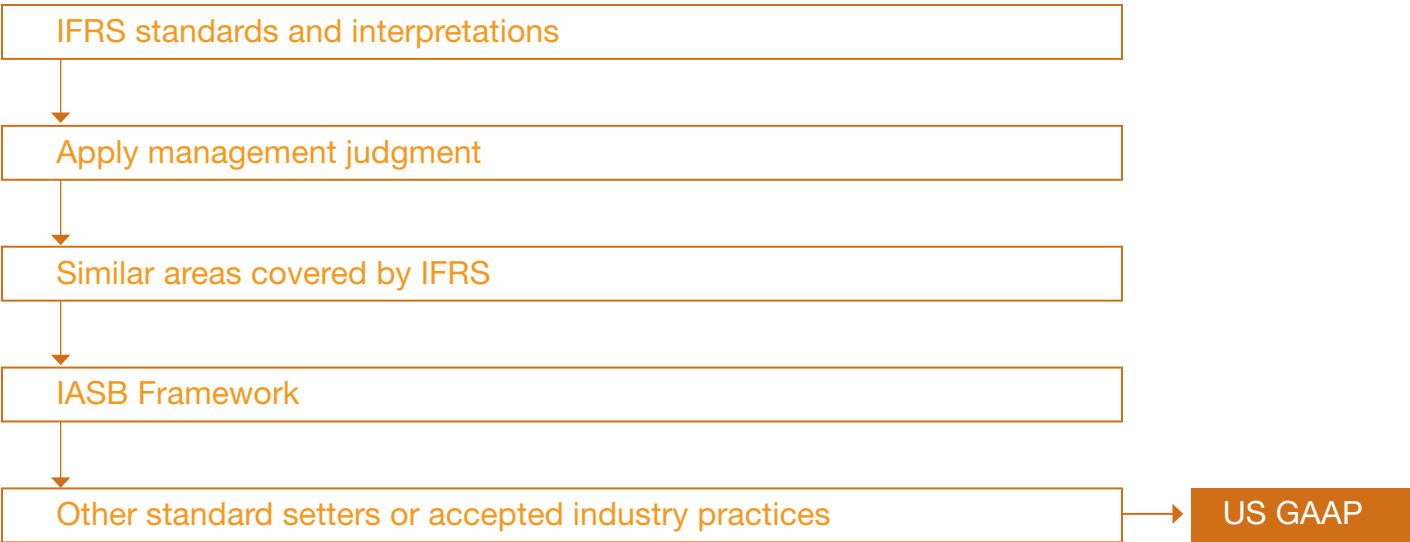 IFRS standards and interpretations
Apply management judgment
Similar areas covered by IFRS
IASB Framework
Other standard setters or accepted industry practices
US GAAP